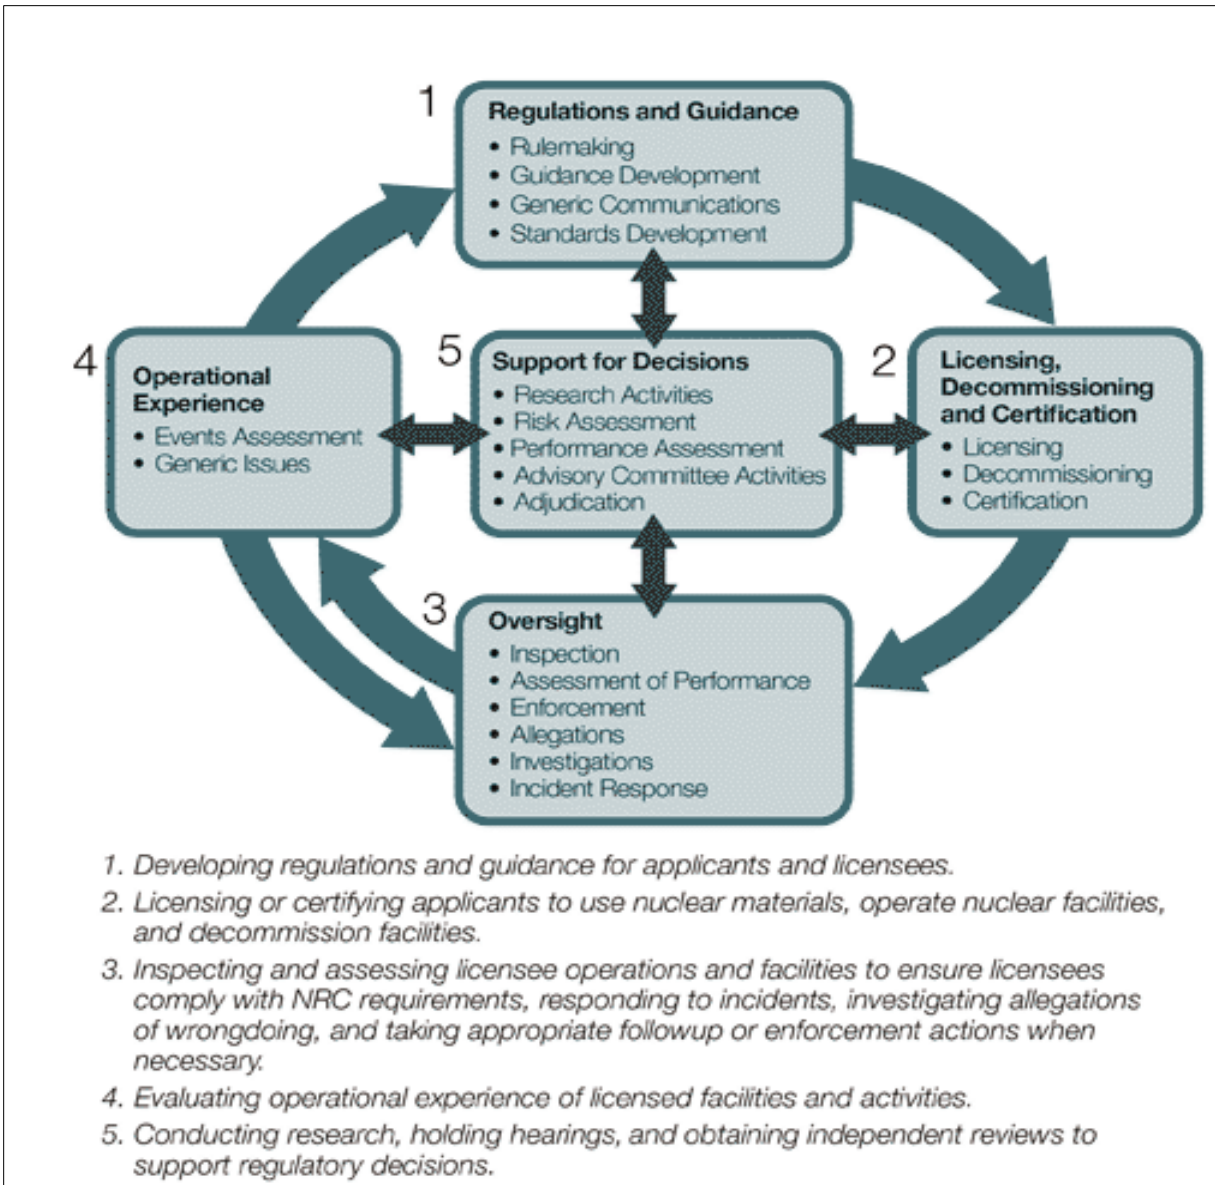 1
Regulations and Guidance
• Rulemaking
• Guidance Development
• Generic Communications
• Standards Development
4
Operational
Experience
• Events Assessment
• Generic Issues
5
Support for Decisions
• Research Activities
• Risk Assessment
• Performance Assessment
• Advisory Committee Activities
• Adjudication
2
Licensing,
Decommissioning
and Certification
• Licensing
• Decommissioning
• Certification
3
Oversight
• Inspection
• Assessment of Performance
• Enforcement
• Allegations
• Investigations
• Incident Response
1. Developing regulations and guidance for applicants and licensees.
2. Licensing or certifying applicants to use nuclear materials, operate nuclear facilities,
and decommission facilities.
3. Inspecting and assessing licensee operations and facilities to ensure licensees
comply with NRC requirements, responding to incidents, investigating allegations
of wrongdoing, and taking appropriate followup or enforcement actions when
necessary.
4. Evaluating operational experience of licensed facilities and activities.
5. Conducting research, holding hearings, and obtaining independent reviews to
support regulatory decisions.